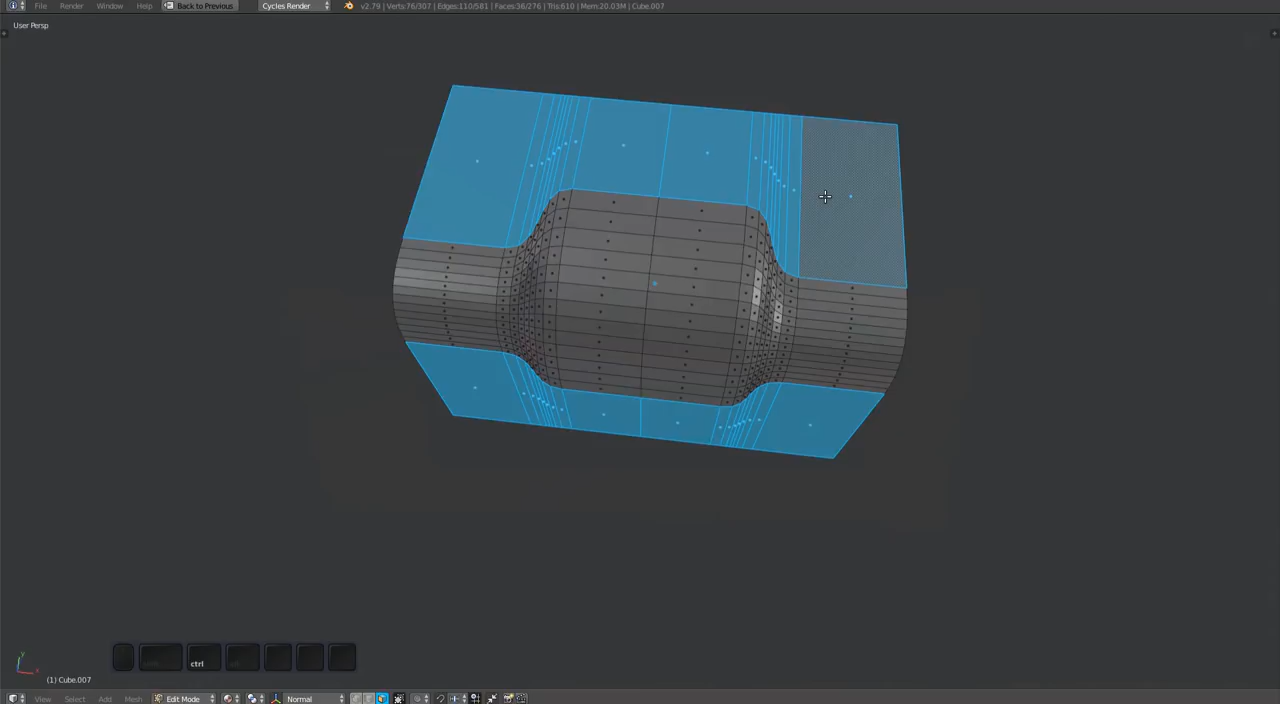 File Render Window Help Back to Previous Cycles Render v2.79 | Verts:76/307 | Edges:110/581 | Faces:36/276 | Tris:610 | Mem:20.03M | Cube.007
User Persp
ctrl
y
x
(1) Cube.007
View Select Add Mesh Edit Mode Normal